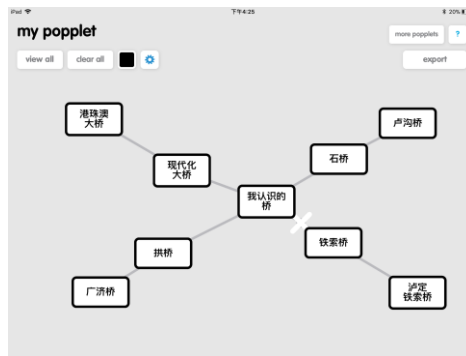 iPad
下午4:25
20%
my popplet
more popplets
?
view all
clear all
export
港珠澳
大桥
卢沟桥
现代化
大桥
石桥
我认识的
桥
拱桥
铁索桥
广济桥
泸定
铁索桥